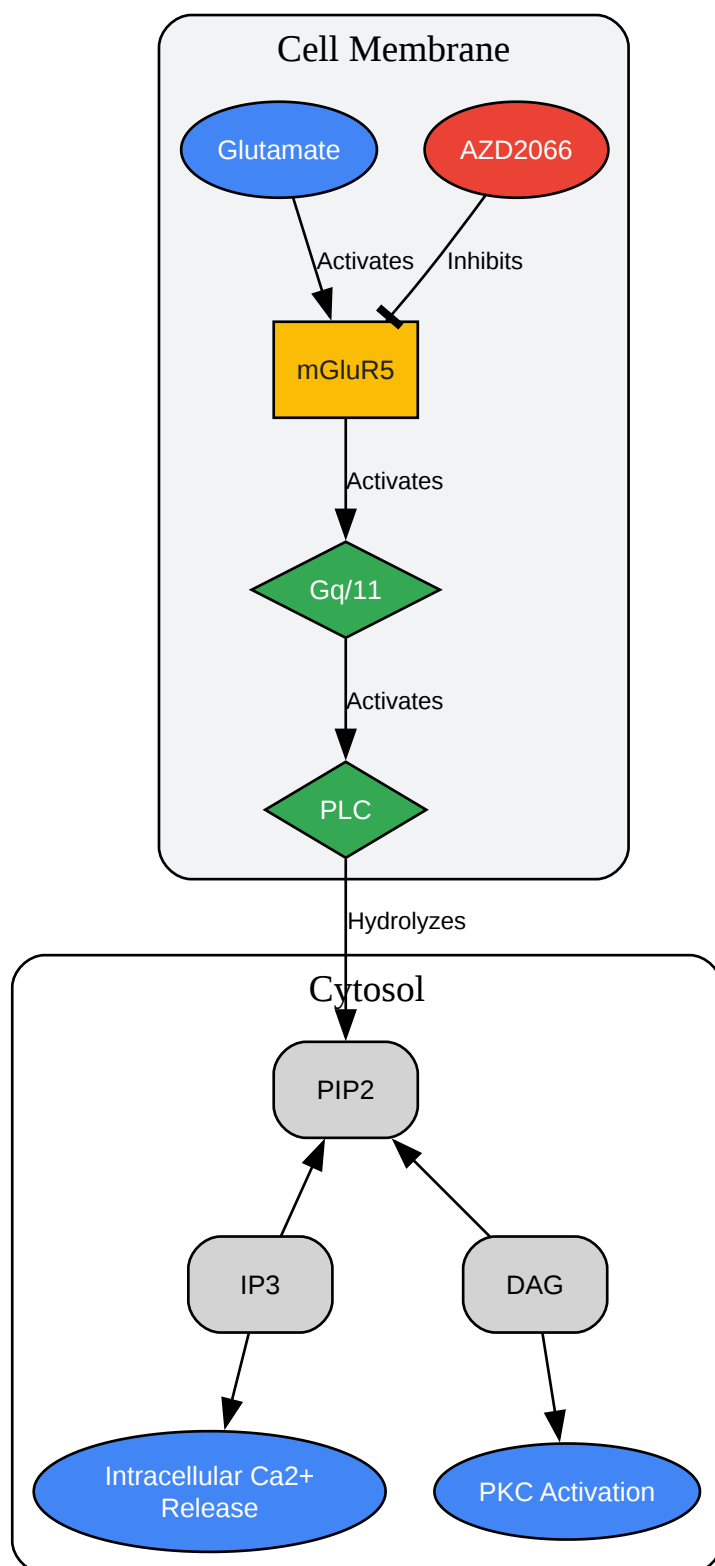 Cell Membrane
Glutamate
AZD2066
Activates
Inhibits
mGluR5
Activates
Gq/11
Activates
PLC
Hydrolyzes
Cytosol
PIP2
IP3
DAG
Intracellular Ca2+
Release
PKC Activation